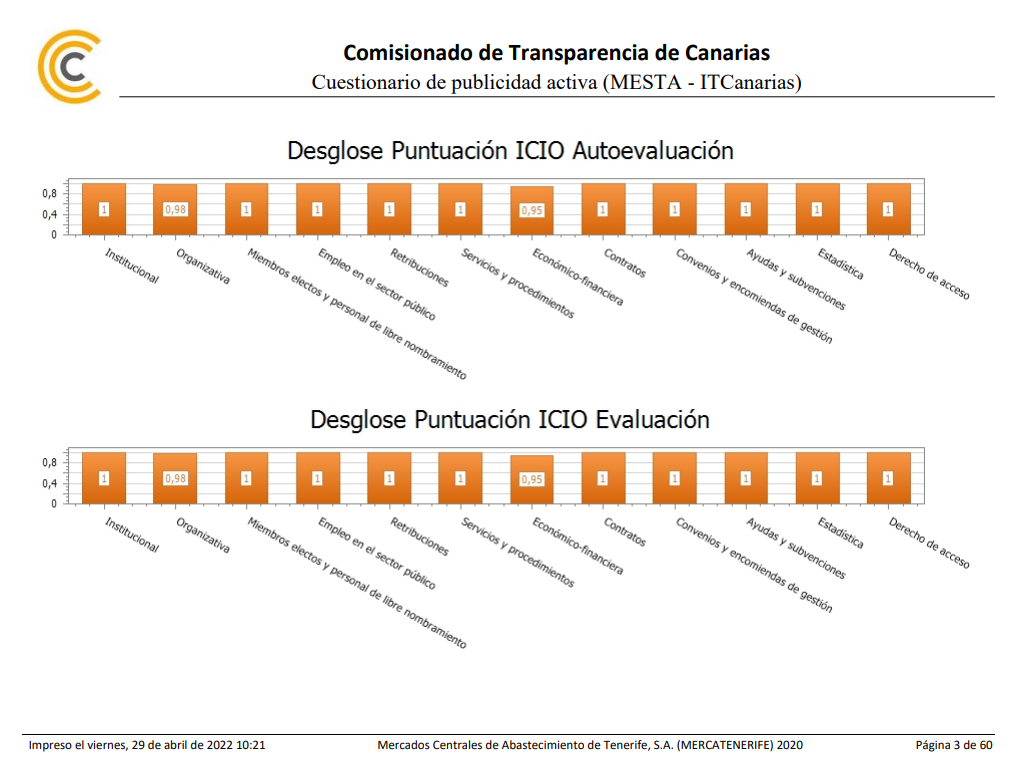 Comisionado de Transparencia de Canarias
Cuestionario de publicidad activa (MESTA - ITCanarias)
Desglose Puntuación ICIO Autoevaluación
0,8
0,4
0
1 0,98 1 1 1 1 0,95 1 1 1 1 1
Institucional
Organizativa
Miembros electos y personal de libre nombramiento
Empleo en el sector público
Retribuciones
Servicios y procedimientos
Económico-financiera
Contratos
Convenios y encomiendas de gestión
Ayudas y subvenciones
Estadística
Derecho de acceso
Desglose Puntuación ICIO Evaluación
0,8
0,4
0
1 0,98 1 1 1 1 0,95 1 1 1 1 1
Institucional
Organizativa
Miembros electos y personal de libre nombramiento
Empleo en el sector público
Retribuciones
Servicios y procedimientos
Económico-financiera
Contratos
Convenios y encomiendas de gestión
Ayudas y subvenciones
Estadística
Derecho de acceso
Impreso el viernes, 29 de abril de 2022 10:21 Mercados Centrales de Abastecimiento de Tenerife, S.A. (MERCATENERIFE) 2020 Página 3 de 60